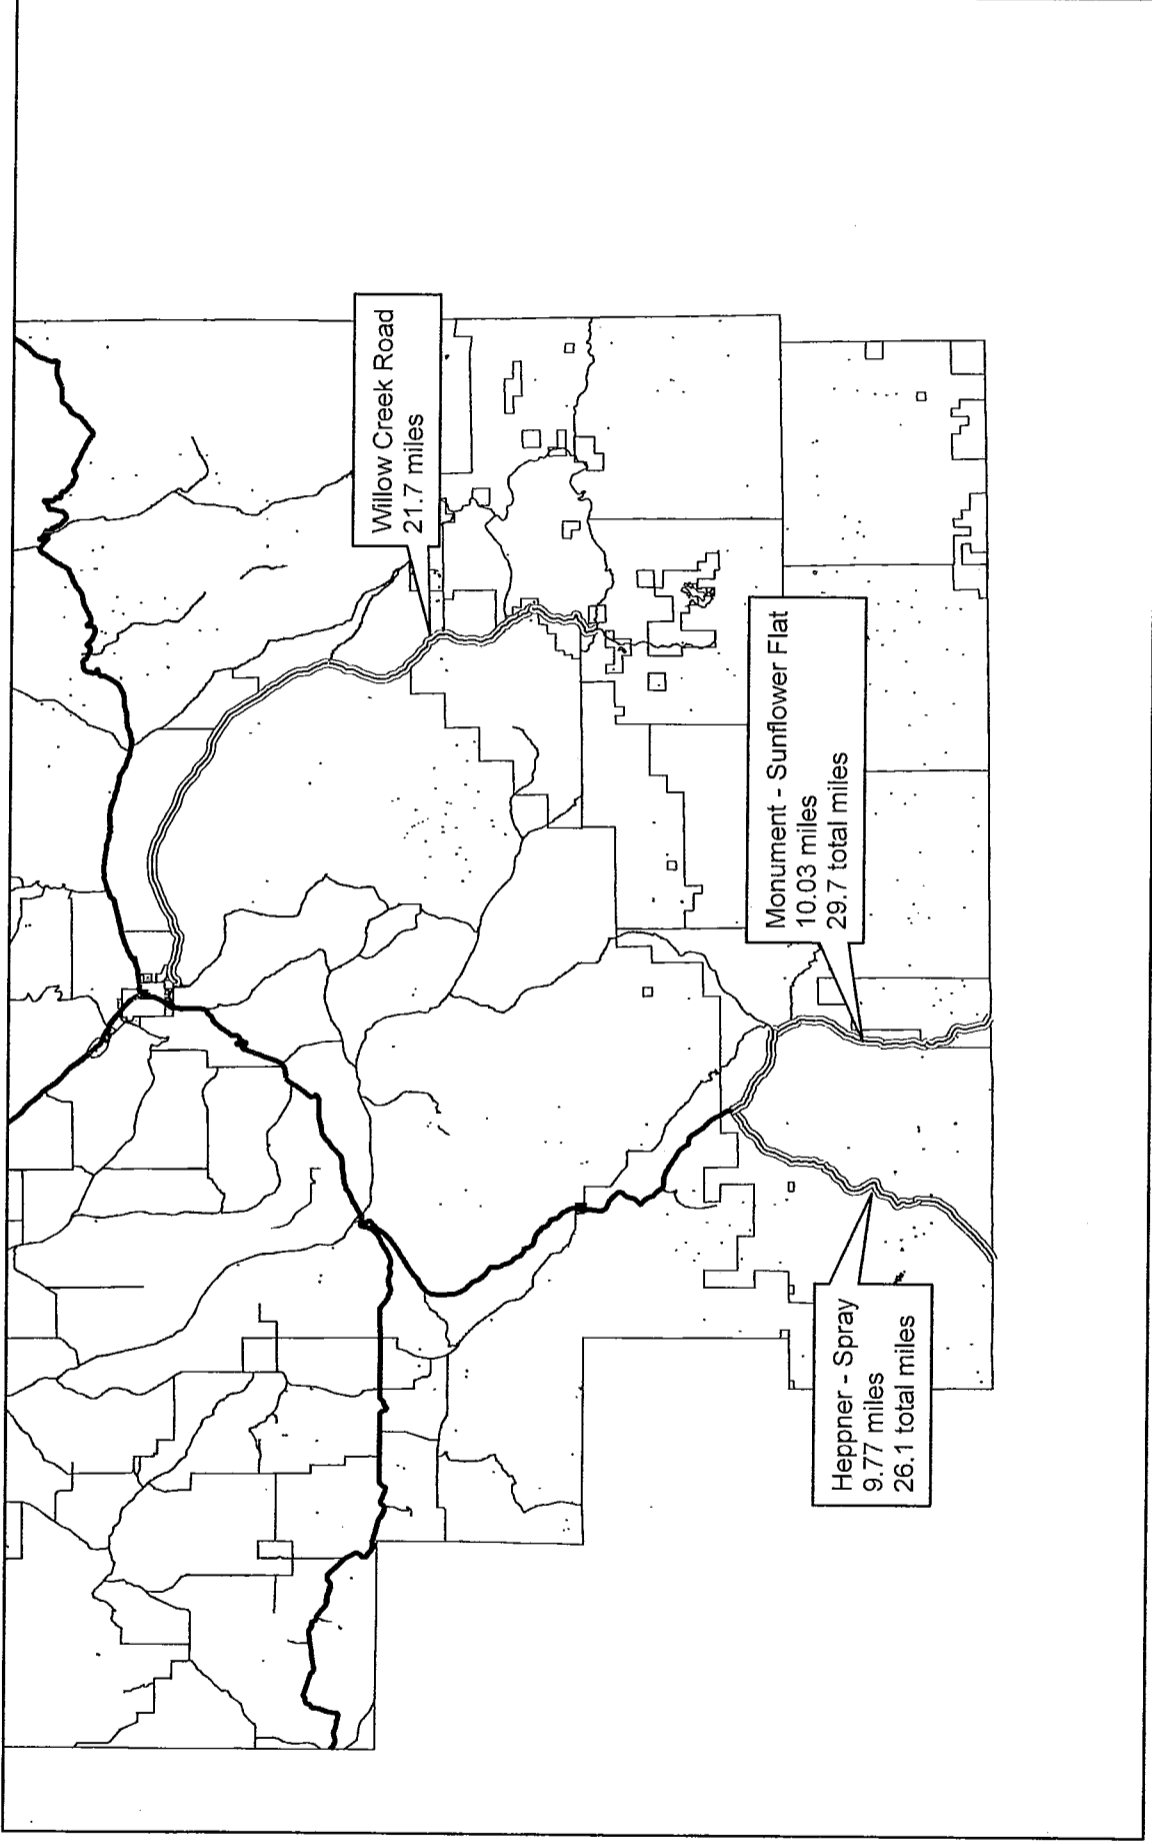 Willow Creek Road
21.7 miles
Monument - Sunflower Flat
10.03 miles
29.7 total miles
Heppner - Spray
9.77 miles
26.1 total miles